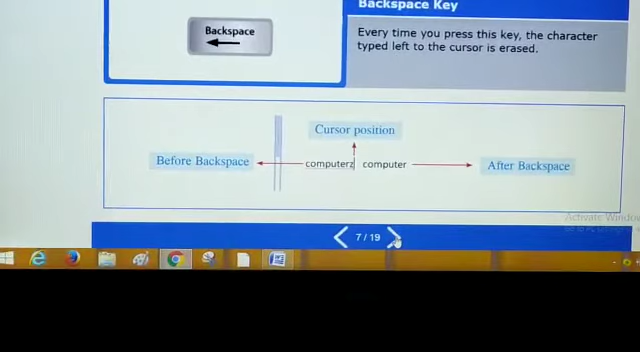 Backspace Key
Backspace
Every time you press this key, the character
typed left to the cursor is erased.
Cursor position
Before Backspace
computerz
computer
After Backspace
Activate Windows
7 / 19